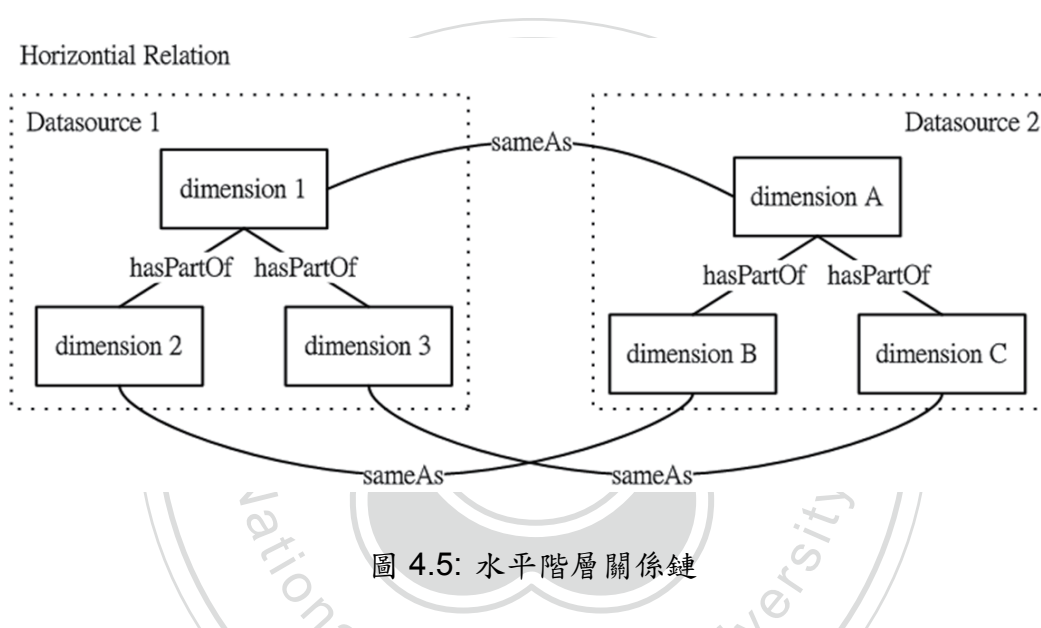 Horizontial Relation
Datasource 1
Datasource 2
sameAs
dimension 1
dimension A
hasPartOf hasPartOf
hasPartOf hasPartOf
dimension 2
dimension 3
dimension B
dimension C
sameAs
sameAs
圖 4.5: 水平階層關係鏈